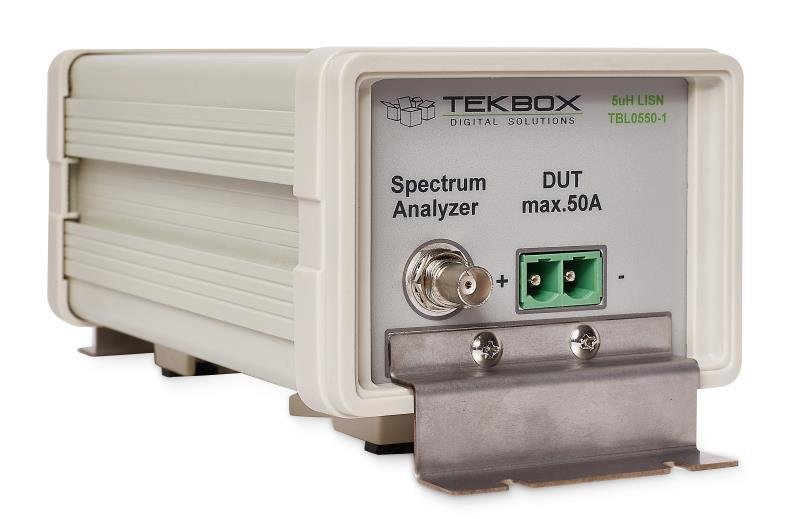 TEKBOX
DIGITAL SOLUTIONS
5uH LISN
TBL0550-1
Spectrum
Analyzer
DUT
max.50A
+
-